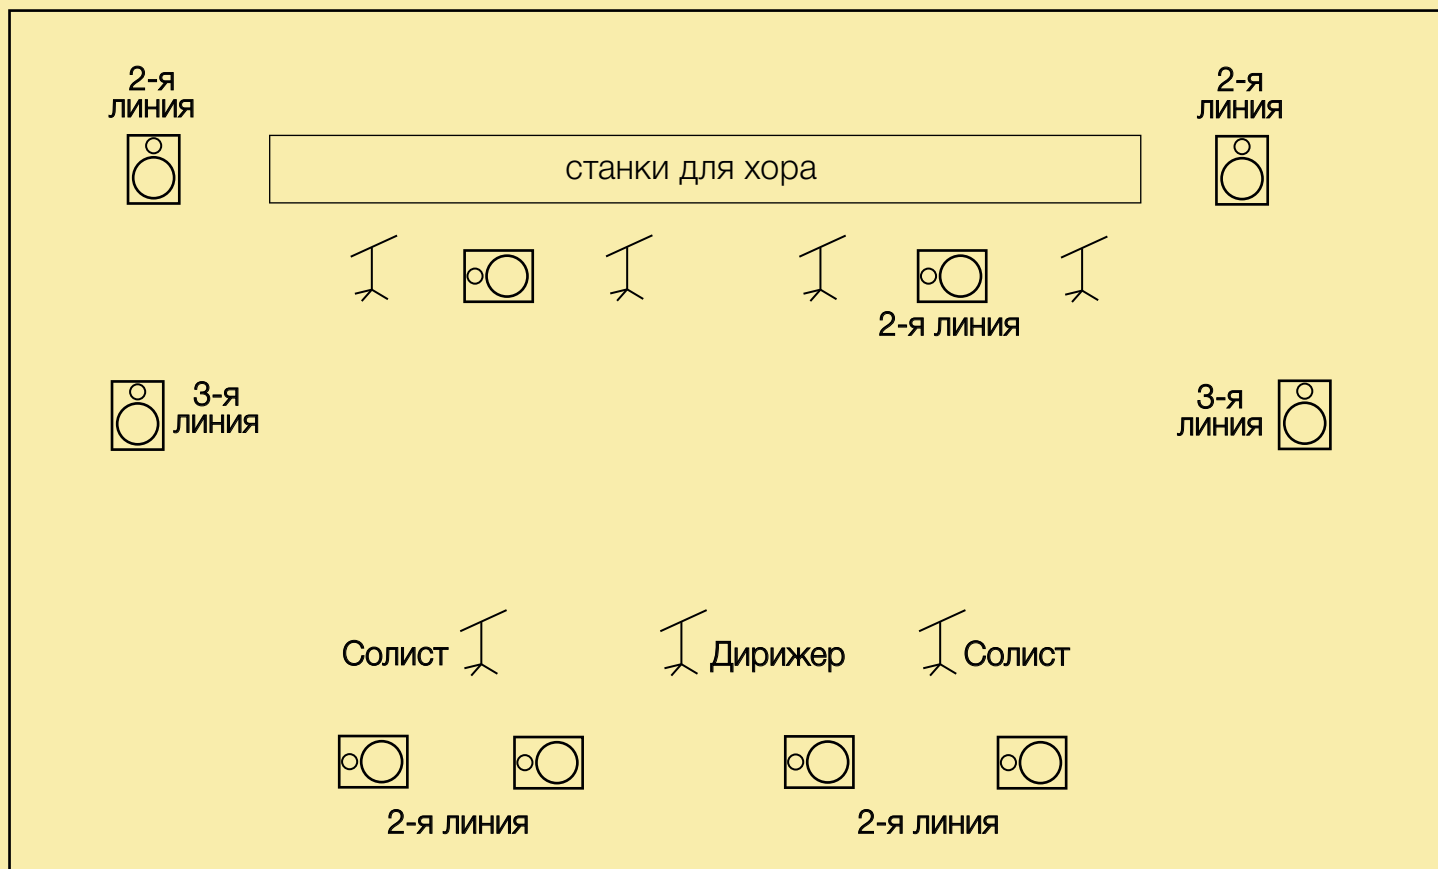 2-я
линия
2-я
линия
станки для хора
2-я линия
3-я
линия
3-я
линия
Солист
Дирижер
Солист
2-я линия
2-я линия